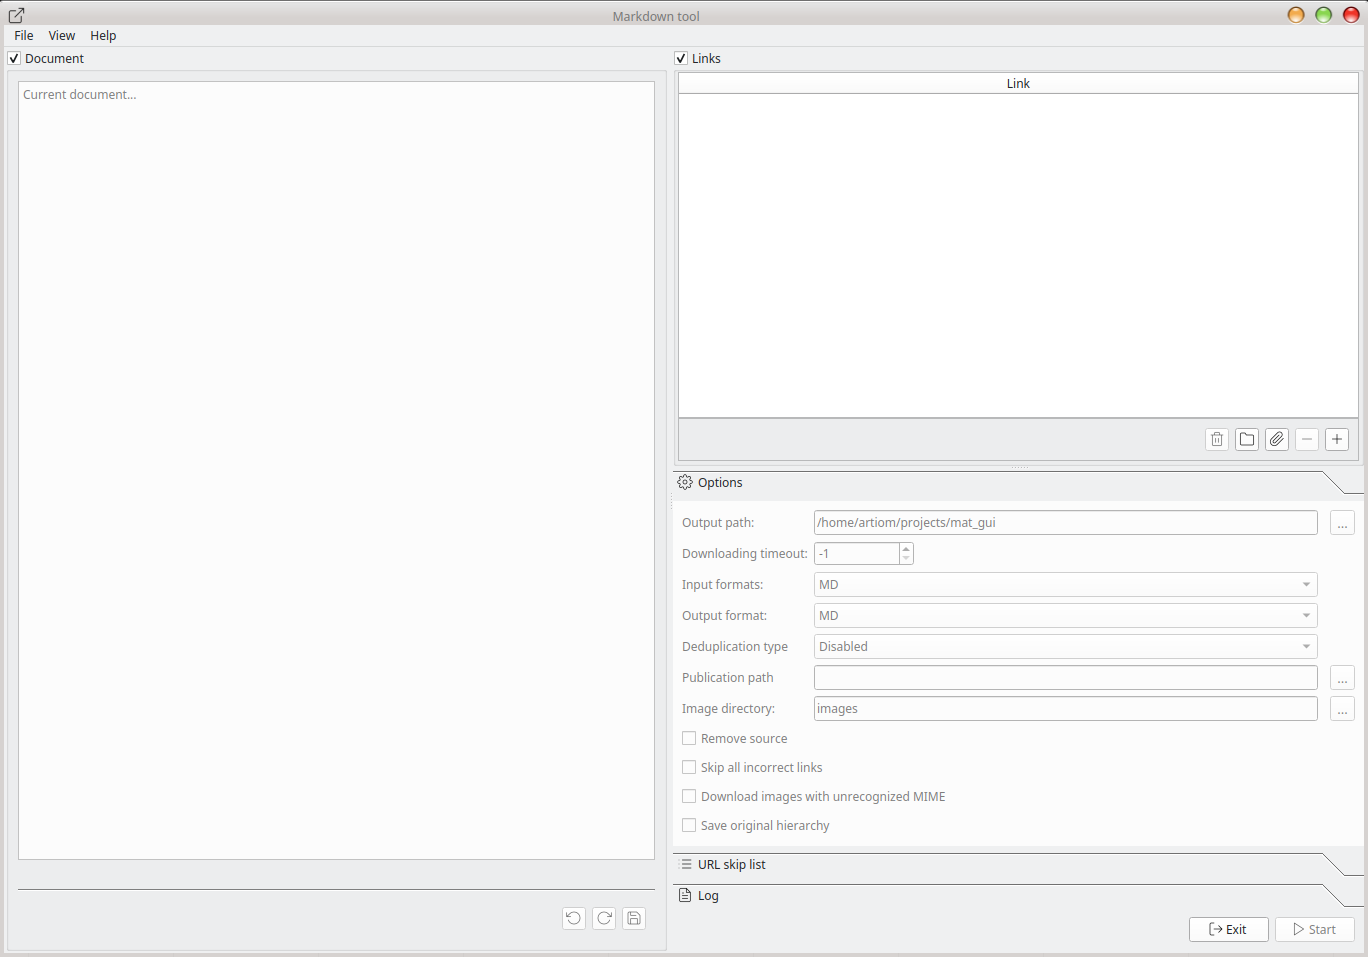 Markdown tool
File View Help
Document
Current document...
Links
Link
Options
Output path: /home/artiom/projects/mat_gui ...
Downloading timeout: -1
Input formats: MD
Output format: MD
Deduplication type Disabled
Publication path ...
Image directory: images ...
Remove source
Skip all incorrect links
Download images with unrecognized MIME
Save original hierarchy
URL skip list
Log
Exit Start